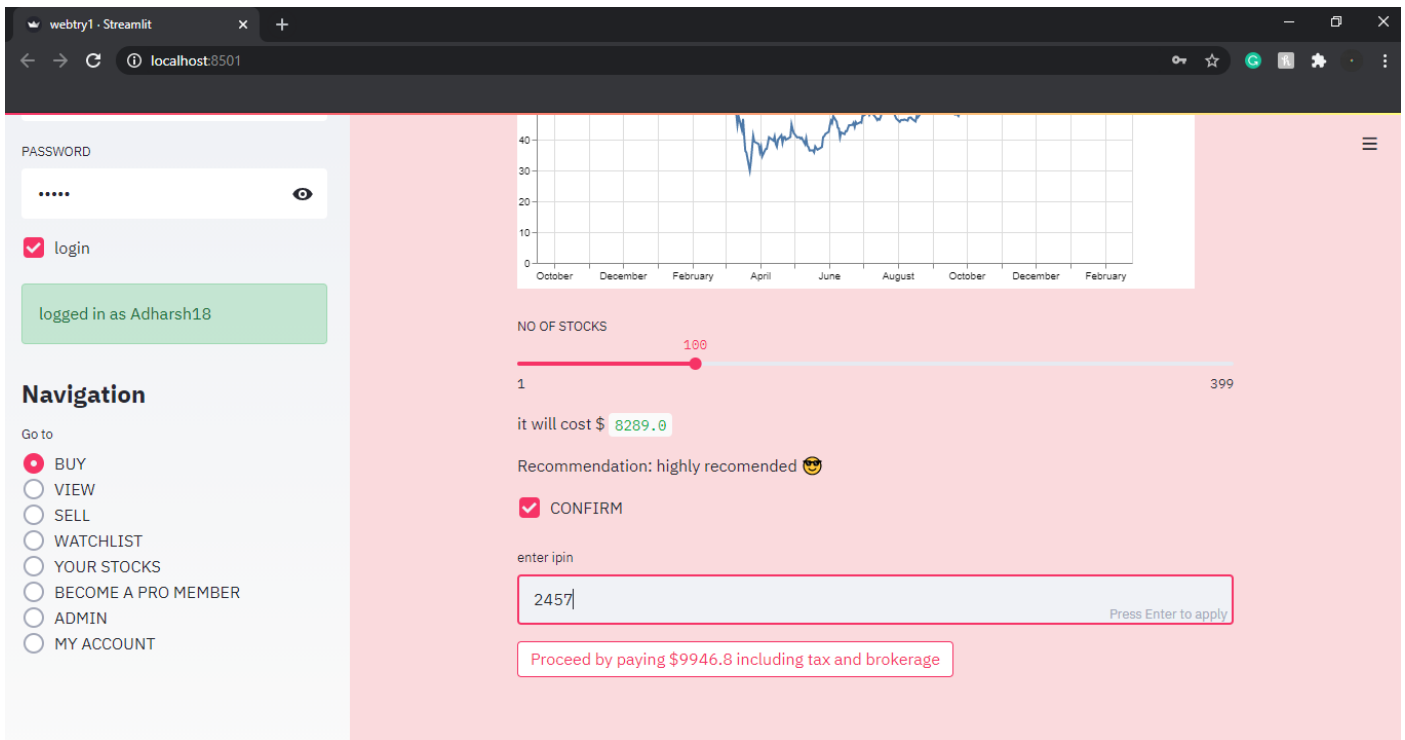 webtry1 · Streamlit
localhost:8501
PASSWORD
•••••
login
logged in as Adharsh18
Navigation
Go to
BUY
VIEW
SELL
WATCHLIST
YOUR STOCKS
BECOME A PRO MEMBER
ADMIN
MY ACCOUNT
40
30
20
10
0
October December February April June August October December February
NO OF STOCKS
100
1 399
it will cost $ 8289.0
Recommendation: highly recomended 😎
CONFIRM
enter ipin
2457
Press Enter to apply
Proceed by paying $9946.8 including tax and brokerage